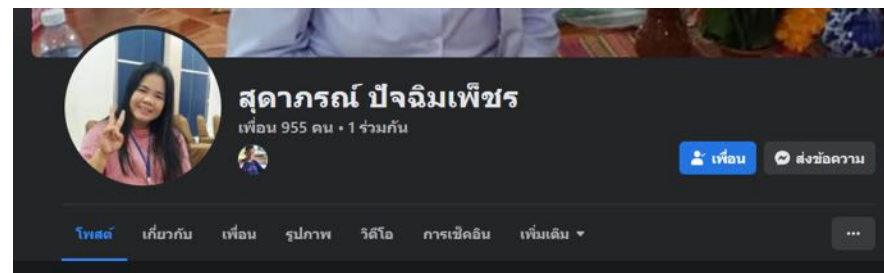 สุดาภรณ์ ปัจฉิมเพ็ชร
เพื่อน 955 คน • 1 ร่วมกัน
เพื่อน
ส่งข้อความ
โพสต์ เกี่ยวกับ เพื่อน รูปภาพ วิดีโอ การเช็คอิน เพิ่มเติม